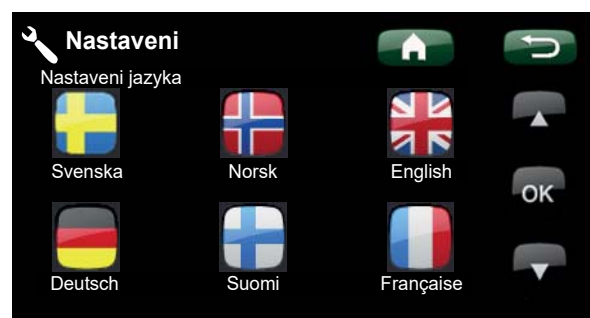 Nastaveni
Nastaveni jazyka
Svenska
Norsk
English
OK
Deutsch
Suomi
Française